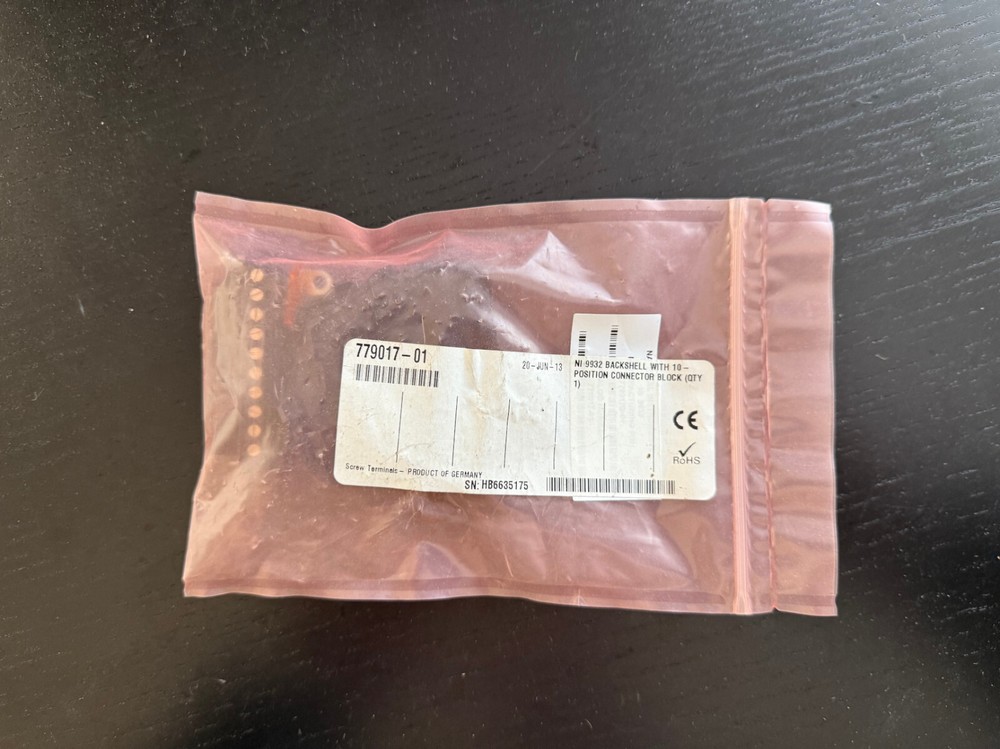 779017-01
20-JUN-13
NI 9932 BACKSHELL WITH 10-
POSITION CONNECTOR BLOCK (QTY
1)
CE
RoHS
Screw Terminals - PRODUCT OF GERMANY
SN: HB6635175